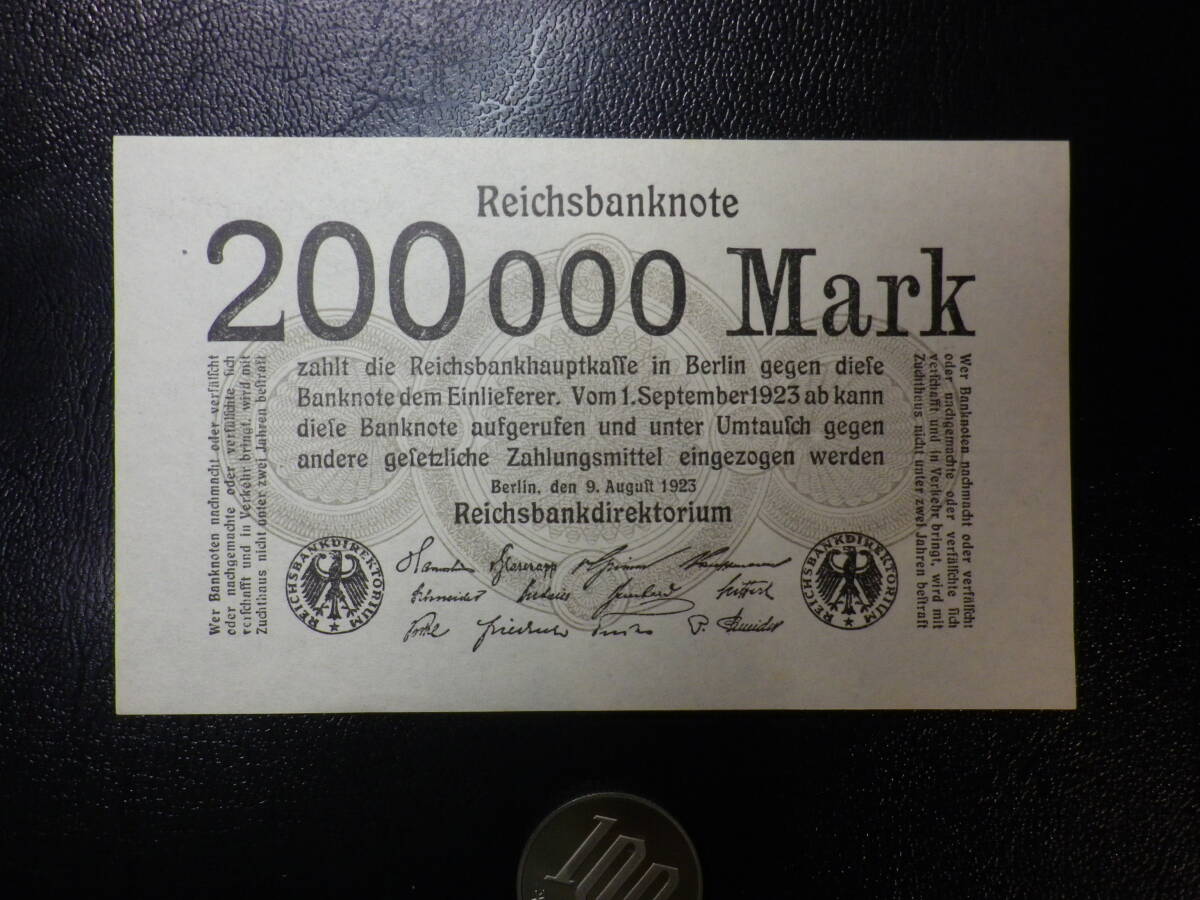 Reichsbanknote
200000 Mark
zahlt die Reichsbankhauptkaſſe in Berlin gegen dieſe
Banknote dem Einlieferer. Vom 1. September 1923 ab kann
dieſe Banknote aufgerufen und unter Umtauſch gegen
andere geſetzliche Zahlungsmittel eingezogen werden
Berlin, den 9. Auguſt 1923
Reichsbankdirektorium
Wer Banknoten nachmacht oder verfälſcht
oder nachgemachte oder verfälſchte ſich
verſchafft und in Verkehr bringt, wird mit
Zuchthaus nicht unter zwei Jahren beſtraft
Wer Banknoten nachmacht oder verfälſcht
oder nachgemachte oder verfälſchte ſich
verſchafft und in Verkehr bringt, wird mit
Zuchthaus nicht unter zwei Jahren beſtraft
REICHSBANKDIREKTORIUM
REICHSBANKDIREKTORIUM
Schneider
Friedrich
P. Schneider
100